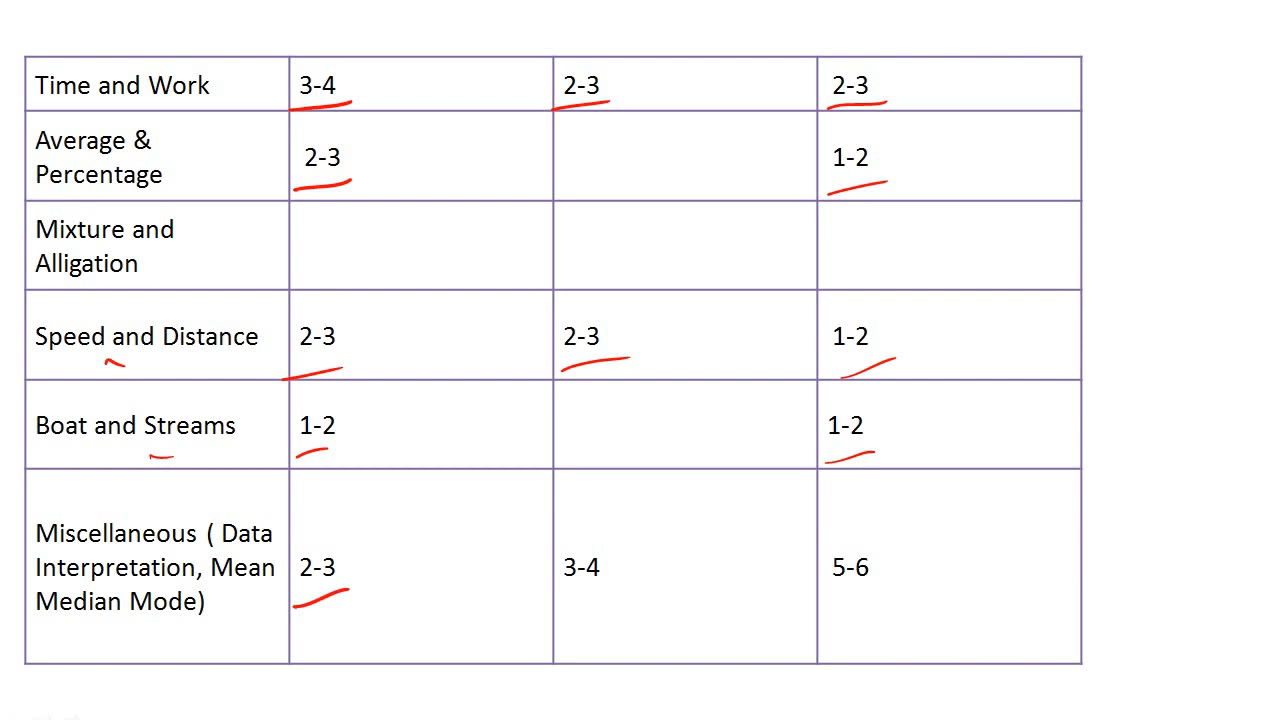 Time and Work 3-4 2-3 2-3
Average &
Percentage
2-3 1-2
Mixture and
Alligation
Speed and Distance 2-3 2-3 1-2
Boat and Streams 1-2 1-2
Miscellaneous ( Data
Interpretation, Mean
Median Mode)
2-3 3-4 5-6